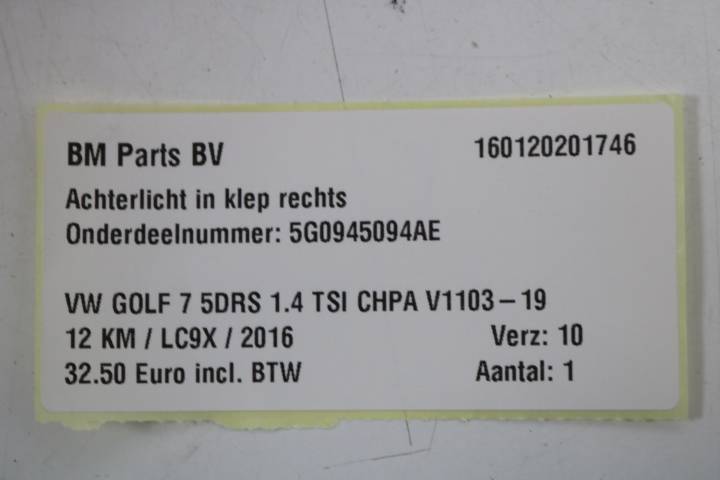 BM Parts BV 160120201746
Achterlicht in klep rechts
Onderdeelnummer: 5G0945094AE
VW GOLF 7 5DRS 1.4 TSI CHPA V1103-19
12 KM / LC9X / 2016 Verz: 10
32.50 Euro incl. BTW Aantal: 1